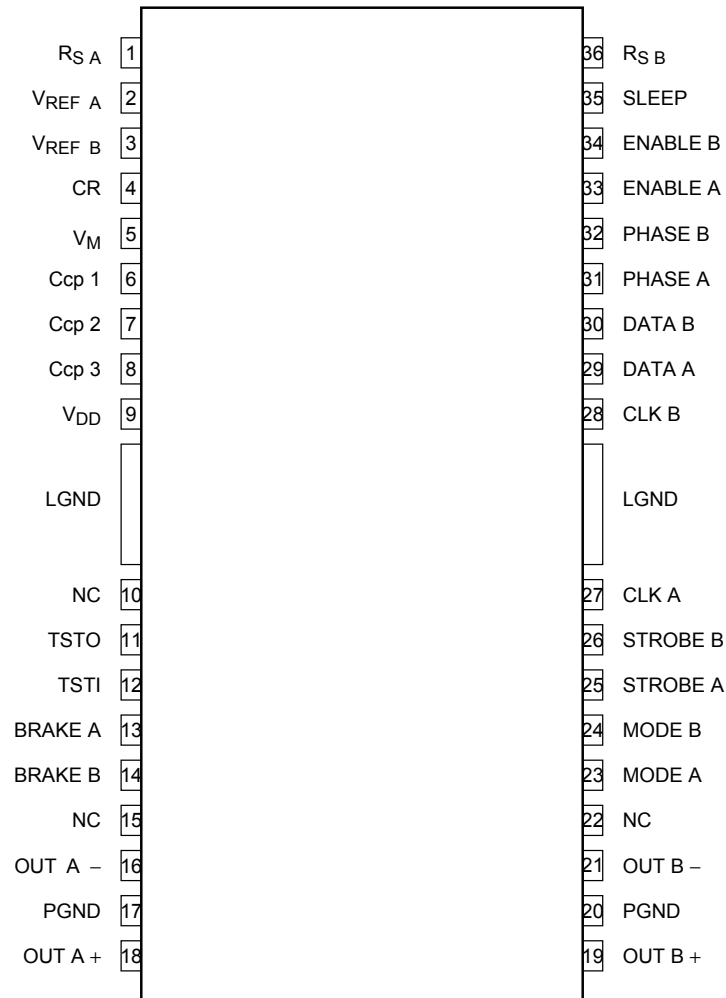 RS A 1 36 RS B
VREF A 2 35 SLEEP
VREF B 3 34 ENABLE B
CR 4 33 ENABLE A
VM 5 32 PHASE B
Ccp 1 6 31 PHASE A
Ccp 2 7 30 DATA B
Ccp 3 8 29 DATA A
VDD 9 28 CLK B
LGND LGND
NC 10 27 CLK A
TSTO 11 26 STROBE B
TSTI 12 25 STROBE A
BRAKE A 13 24 MODE B
BRAKE B 14 23 MODE A
NC 15 22 NC
OUT A − 16 21 OUT B −
PGND 17 20 PGND
OUT A + 18 19 OUT B +